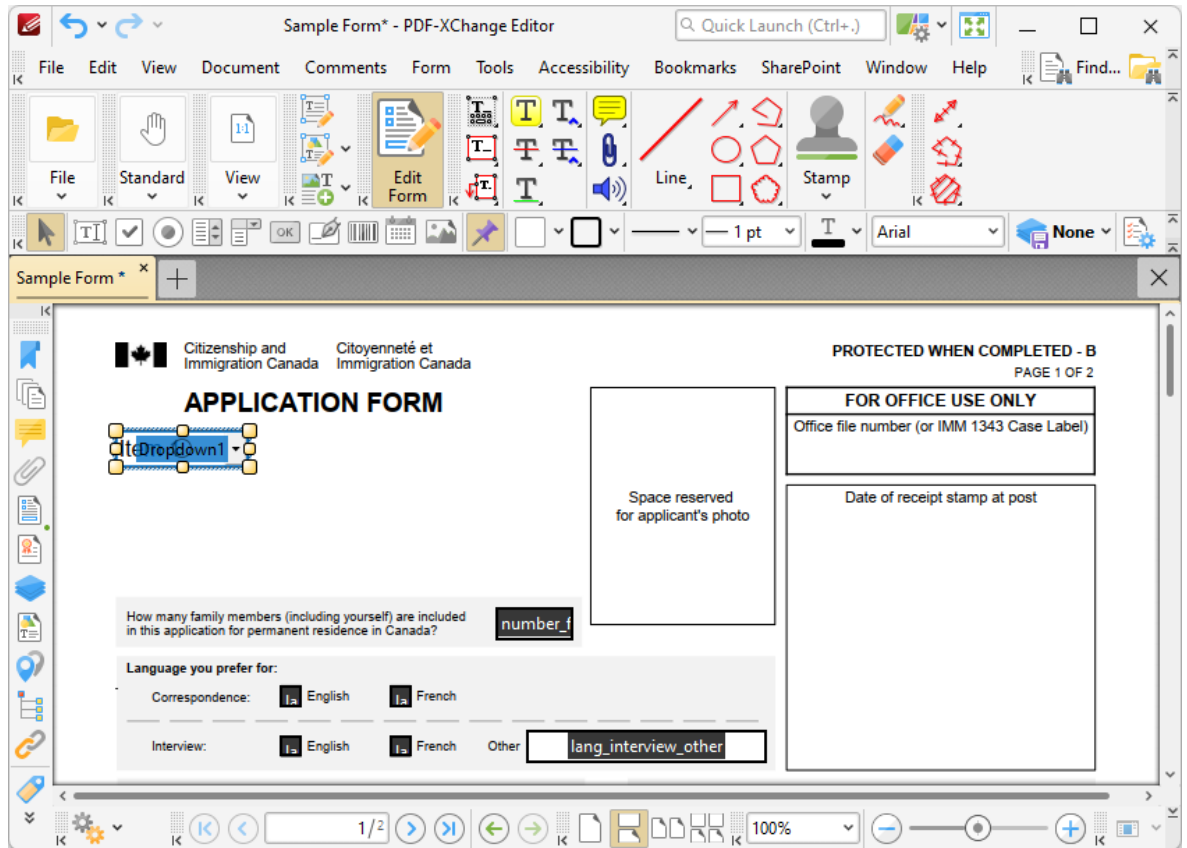 Sample Form* - PDF-XChange Editor
Quick Launch (Ctrl+.)
File Edit View Document Comments Form Tools Accessibility Bookmarks SharePoint Window Help Find...
File Standard View Edit Form Line Stamp
1 pt Arial None
Sample Form *
Citizenship and Immigration Canada
Citoyenneté et Immigration Canada
PROTECTED WHEN COMPLETED - B
PAGE 1 OF 2
APPLICATION FORM
Dropdown1
FOR OFFICE USE ONLY
Office file number (or IMM 1343 Case Label)
Space reserved
for applicant's photo
Date of receipt stamp at post
How many family members (including yourself) are included
in this application for permanent residence in Canada?
number_f
Language you prefer for:
Correspondence: la English la French
Interview: la English la French Other lang_interview_other
1/2
100%